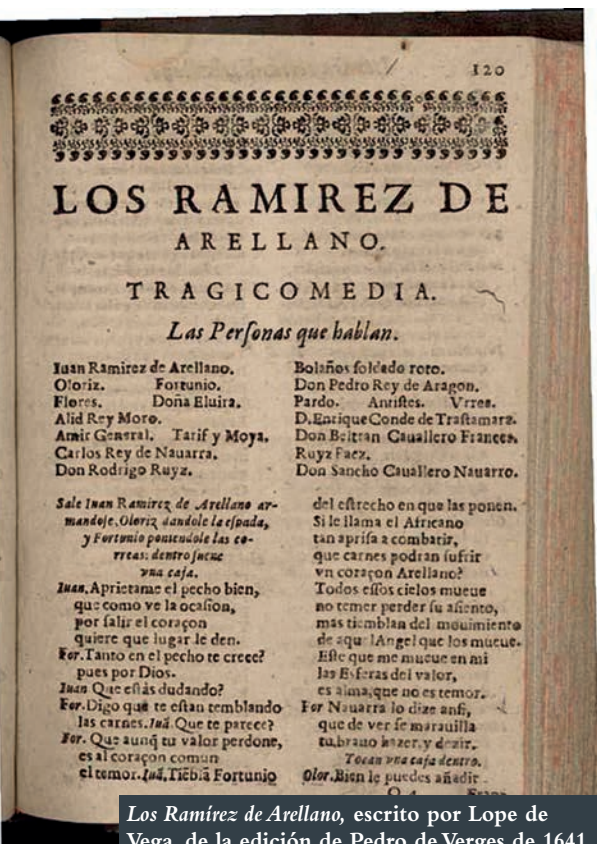 120
LOS RAMIREZ DE
ARELLANO.
TRAGICOMEDIA.
Las Perſonas que hablan.
Iuan Ramirez de Arellano.
Oloriz. Fortunio.
Flores. Doña Eluira.
Alid Rey Moro.
Amir General. Tarif y Moya.
Carlos Rey de Nauarra.
Don Rodrigo Ruyz.
Bolaños ſoldado roto.
Don Pedro Rey de Aragon.
Pardo. Antiſtes. Vrrea.
D. Enrique Conde de Traſtamara.
Don Beltran Cauallero Frances.
Ruyz Paez.
Don Sancho Cauallero Nauarro.
Sale Iuan Ramirez de Arellano ar-
mandoſe, Oloriz dandole la eſpada,
y Fortunio poniendole las co-
rreas: dentro ſuene
vna caja.
Iuan. Aprietame el pecho bien,
que como ve la ocaſion,
por ſalir el coraçon
quiere que lugar le den.
For. Tanto en el pecho te crece?
pues por Dios.
Iuan Que eſtàs dudando?
For. Digo que te eſtan temblando
las carnes. Iuã. Que te parece?
For. Que aunq̃ tu valor perdone,
es al coraçon comun
el temor. Iuã. Tiẽbla Fortunio
del eſtrecho en que las ponen.
Si le llama el Africano
tan apriſa a combatir,
que carnes podran ſufrir
vn coraçon Arellano?
Todos eſſos cielos mueue
no temer perder ſu aſiento,
mas tiemblan del mouimiento
de aquel Angel que los mueue.
Eſte que me mueue en mi
las Eſferas del valor,
es alma, que no es temor.
For Nauarra lo dize anſi,
que de ver ſe marauilla
tu brauo hazer, y dezir.
Tocan vna caja dentro.
Olor. Bien le puedes añadir
Q 4
Los Ramírez de Arellano, escrito por Lope de
Vega, de la edición de Pedro de Verges de 1641